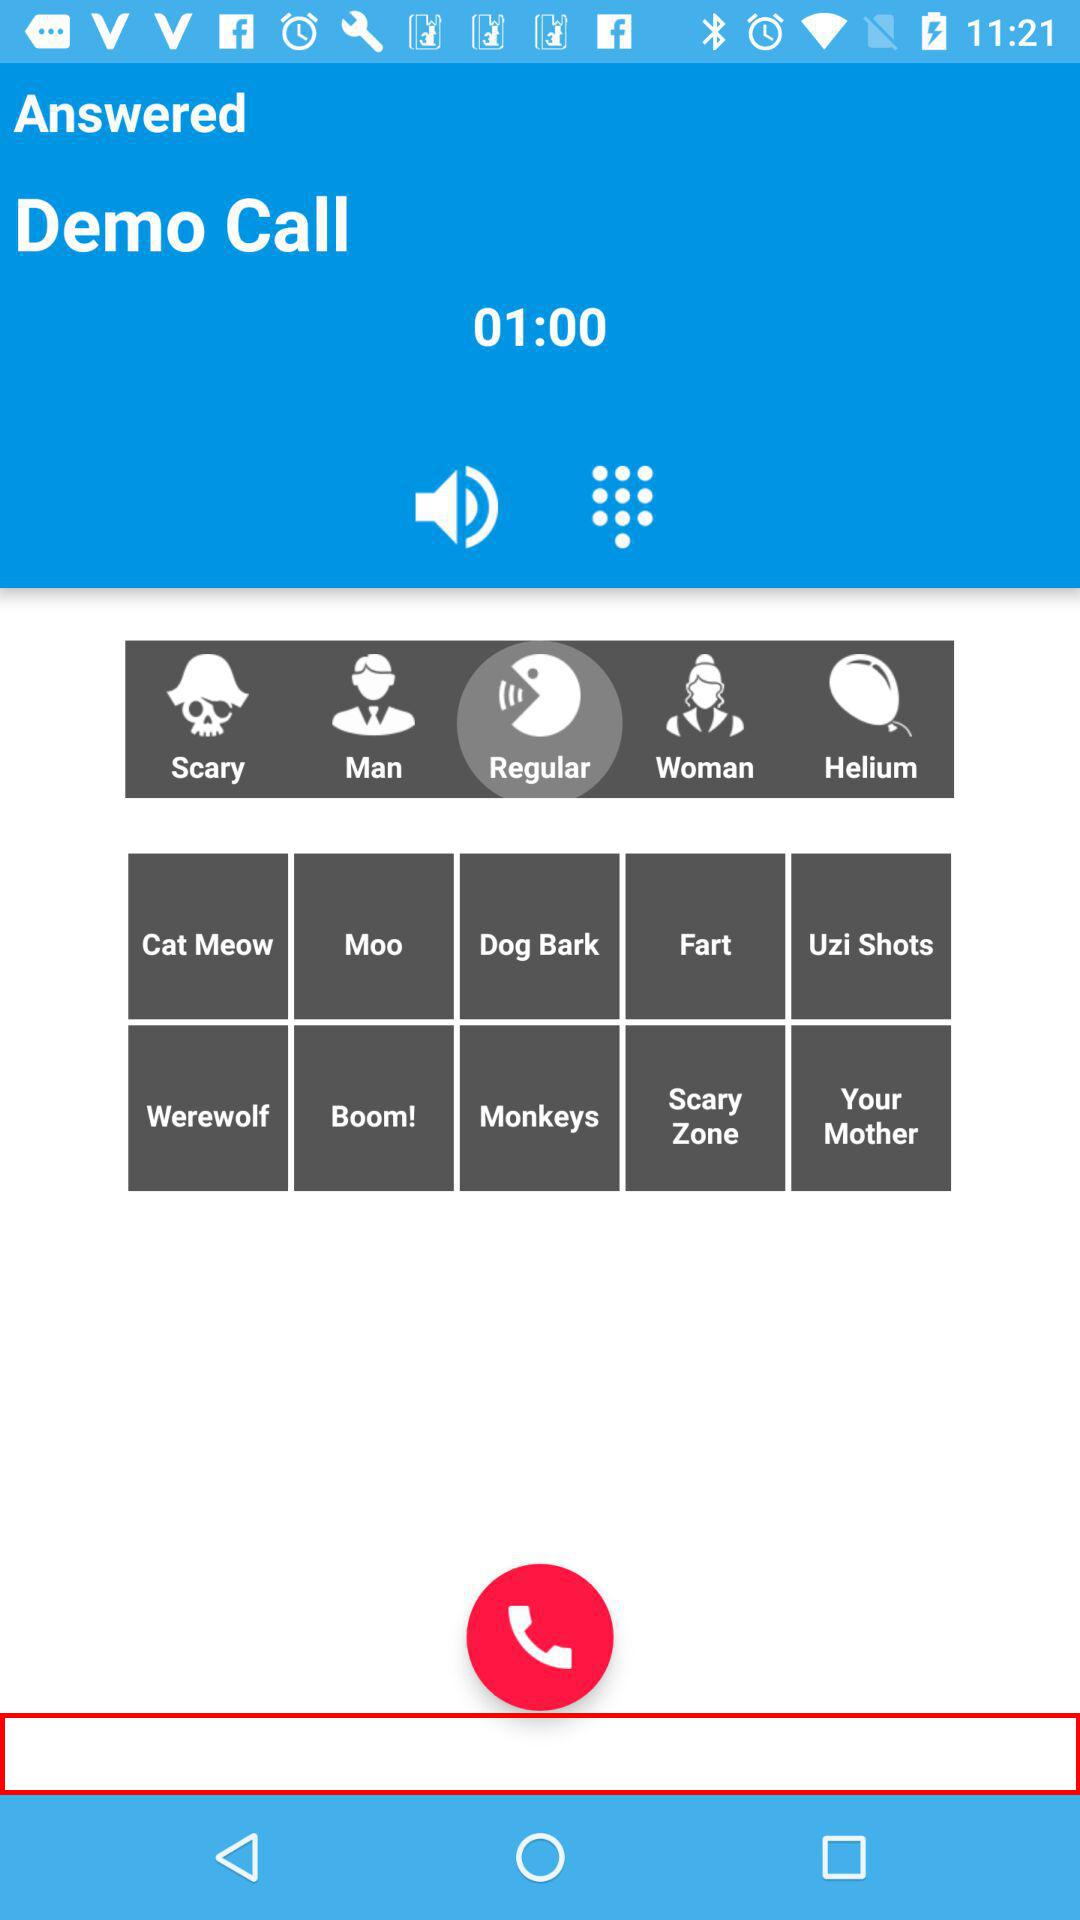 11:21
Answered
Demo Call
01:00
Scary Man Regular Woman Helium
Cat Meow Moo Dog Bark Fart Uzi Shots
Werewolf Boom! Monkeys Scary Zone Your Mother